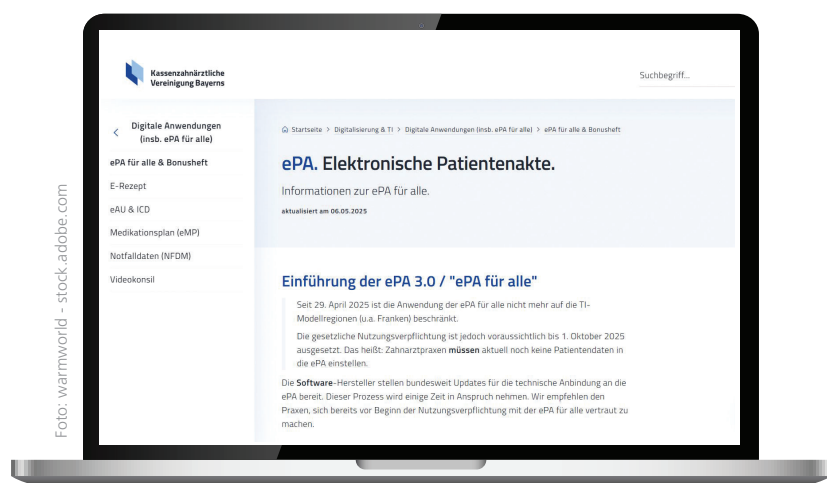 Kassenzahnärztliche
Vereinigung Bayerns
Suchbegriff...
Digitale Anwendungen
(insb. ePA für alle)
ePA für alle & Bonusheft
E-Rezept
eAU & ICD
Medikationsplan (eMP)
Notfalldaten (NFDM)
Videokonsil
Startseite > Digitalisierung & TI > Digitale Anwendungen (insb. ePA für alle) > ePA für alle & Bonusheft
ePA. Elektronische Patientenakte.
Informationen zur ePA für alle.
aktualisiert am 06.05.2025
Einführung der ePA 3.0 / "ePA für alle"
Seit 29. April 2025 ist die Anwendung der ePA für alle nicht mehr auf die TI-
Modellregionen (u.a. Franken) beschränkt.
Die gesetzliche Nutzungsverpflichtung ist jedoch voraussichtlich bis 1. Oktober 2025
ausgesetzt. Das heißt: Zahnarztpraxen müssen aktuell noch keine Patientendaten in
die ePA einstellen.
Die Software-Hersteller stellen bundesweit Updates für die technische Anbindung an die
ePA bereit. Dieser Prozess wird einige Zeit in Anspruch nehmen. Wir empfehlen den
Praxen, sich bereits vor Beginn der Nutzungsverpflichtung mit der ePA für alle vertraut zu
machen.
Foto: warmworld - stock.adobe.com